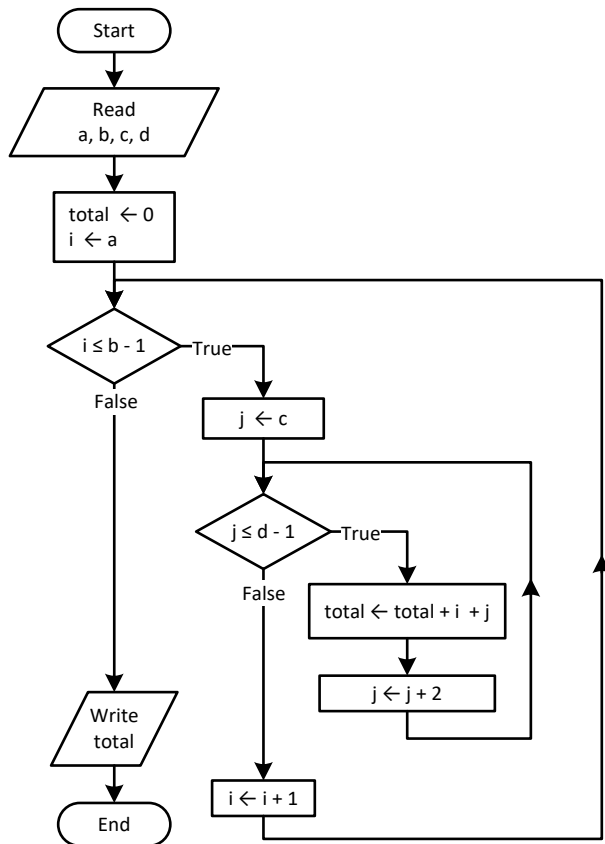 Start
Read
a, b, c, d
total ← 0
i ← a
i ≤ b - 1
True
False
j ← c
j ≤ d - 1
True
False
total ← total + i + j
j ← j + 2
Write
total
i ← i + 1
End